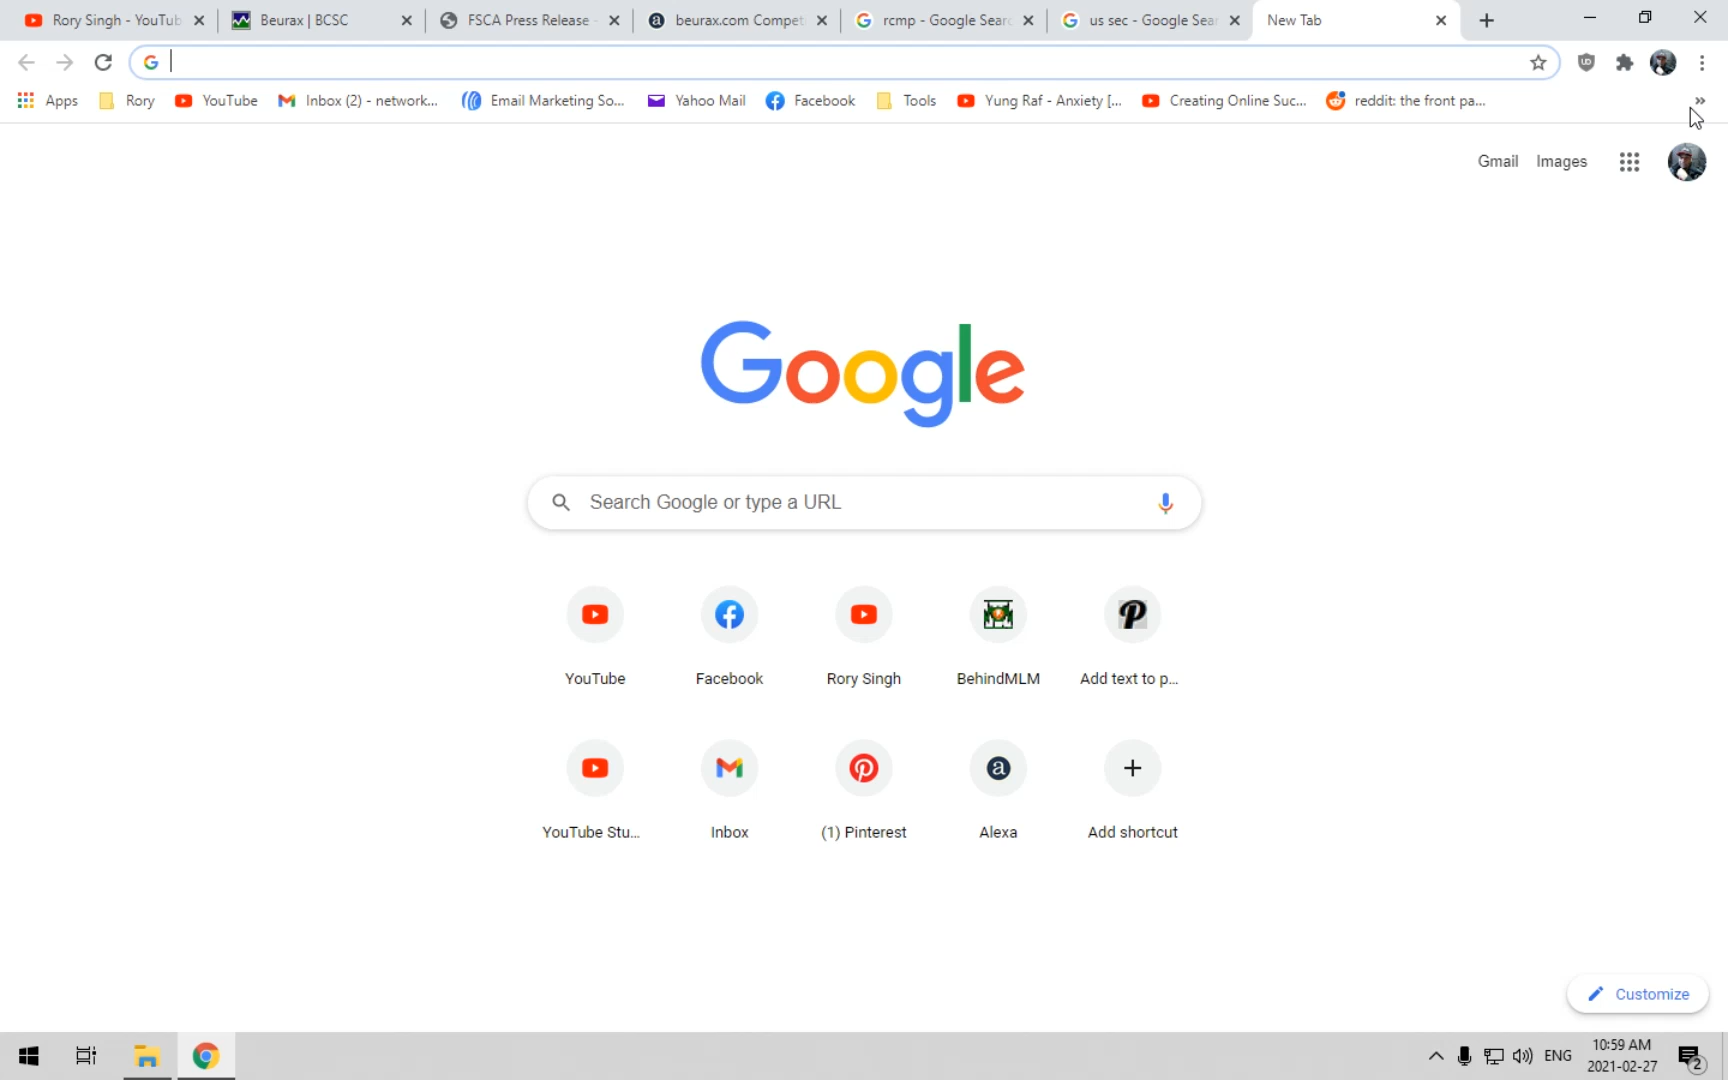 Rory Singh - YouTub
Beurax | BCSC
FSCA Press Release -
beurax.com Compet
rcmp - Google Searc
us sec - Google Sear
New Tab
Apps
Rory
YouTube
Inbox (2) - network...
Email Marketing So...
Yahoo Mail
Facebook
Tools
Yung Raf - Anxiety [...
Creating Online Suc...
reddit: the front pa...
Gmail
Images
Google
Search Google or type a URL
YouTube
Facebook
Rory Singh
BehindMLM
Add text to p...
YouTube Stu...
Inbox
(1) Pinterest
Alexa
Add shortcut
Customize
ENG
10:59 AM
2021-02-27
2